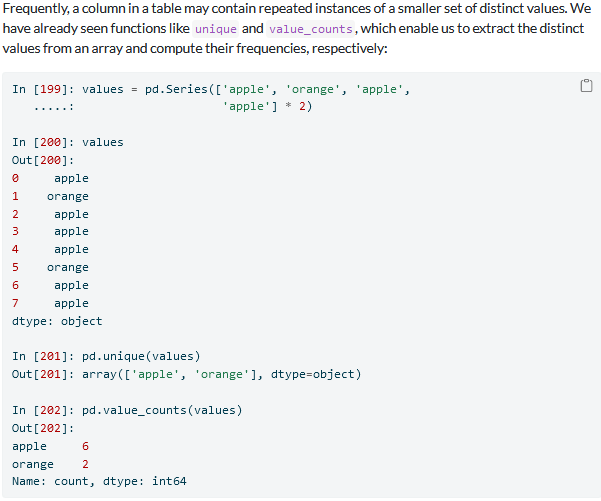 Frequently, a column in a table may contain repeated instances of a smaller set of distinct values. We
have already seen functions like unique and value_counts, which enable us to extract the distinct
values from an array and compute their frequencies, respectively:
In [199]: values = pd.Series(['apple', 'orange', 'apple',
   .....:                     'apple'] * 2)
In [200]: values
Out[200]:
0     apple
1    orange
2     apple
3     apple
4     apple
5    orange
6     apple
7     apple
dtype: object
In [201]: pd.unique(values)
Out[201]: array(['apple', 'orange'], dtype=object)
In [202]: pd.value_counts(values)
Out[202]:
apple     6
orange    2
Name: count, dtype: int64